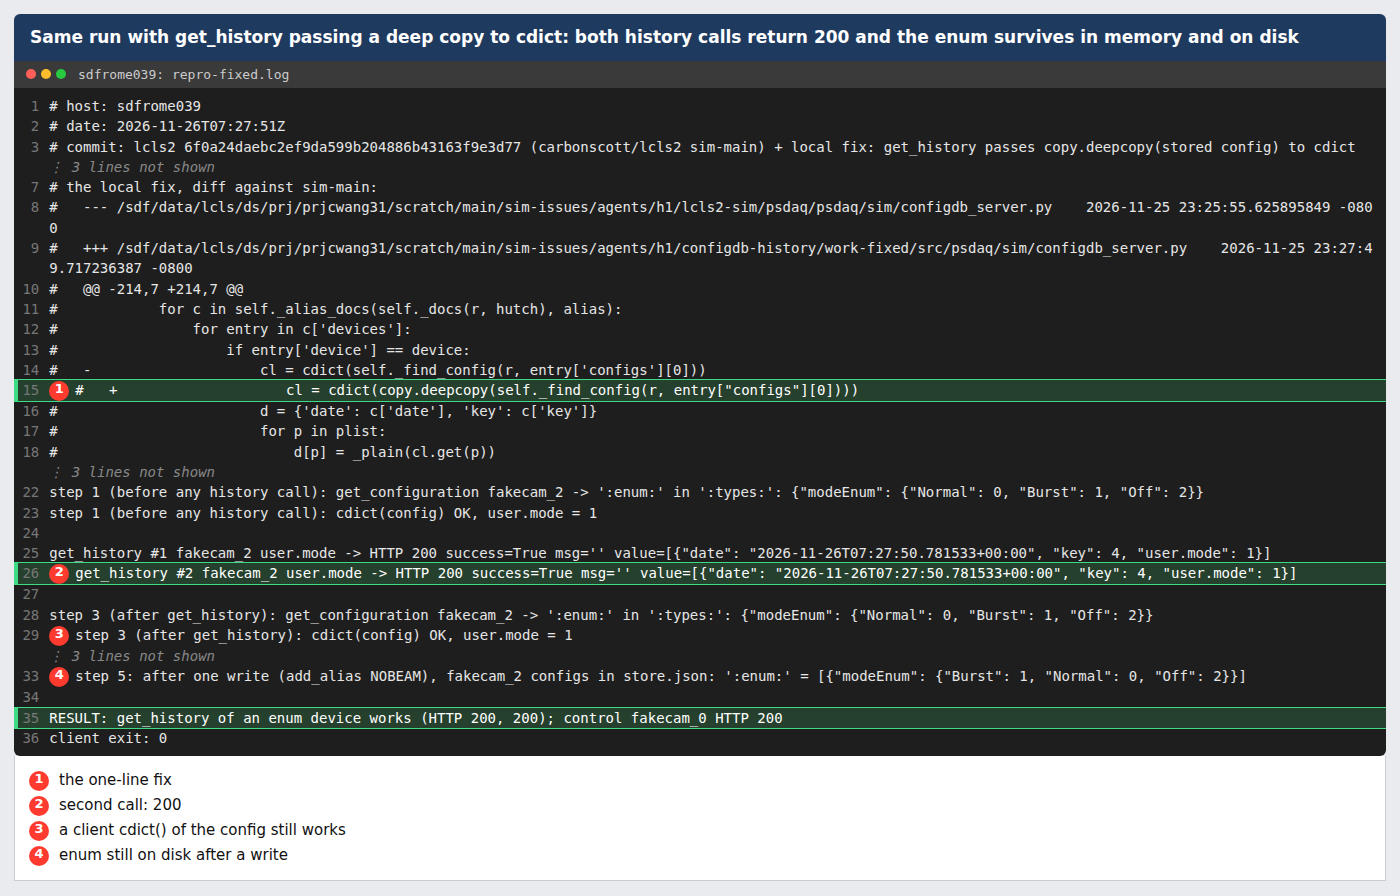 Same run with get_history passing a deep copy to cdict: both history calls return 200 and the enum survives in memory and on disk
sdfrome039: repro-fixed.log
1 # host: sdfrome039
2 # date: 2026-11-26T07:27:51Z
3 # commit: lcls2 6f0a24daebc2ef9da599b204886b43163f9e3d77 (carbonscott/lcls2 sim-main) + local fix: get_history passes copy.deepcopy(stored config) to cdict
⋮ 3 lines not shown
7 # the local fix, diff against sim-main:
8 #   --- /sdf/data/lcls/ds/prj/prjcwang31/scratch/main/sim-issues/agents/h1/lcls2-sim/psdaq/psdaq/sim/configdb_server.py    2026-11-25 23:25:55.625895849 -080
0
9 #   +++ /sdf/data/lcls/ds/prj/prjcwang31/scratch/main/sim-issues/agents/h1/configdb-history/work-fixed/src/psdaq/sim/configdb_server.py    2026-11-25 23:27:4
9.717236387 -0800
10 #   @@ -214,7 +214,7 @@
11 #            for c in self._alias_docs(self._docs(r, hutch), alias):
12 #                for entry in c['devices']:
13 #                    if entry['device'] == device:
14 #   -                    cl = cdict(self._find_config(r, entry['configs'][0]))
15 1 #   +                    cl = cdict(copy.deepcopy(self._find_config(r, entry["configs"][0])))
16 #                        d = {'date': c['date'], 'key': c['key']}
17 #                        for p in plist:
18 #                            d[p] = _plain(cl.get(p))
⋮ 3 lines not shown
22 step 1 (before any history call): get_configuration fakecam_2 -> ':enum:' in ':types:': {"modeEnum": {"Normal": 0, "Burst": 1, "Off": 2}}
23 step 1 (before any history call): cdict(config) OK, user.mode = 1
24
25 get_history #1 fakecam_2 user.mode -> HTTP 200 success=True msg='' value=[{"date": "2026-11-26T07:27:50.781533+00:00", "key": 4, "user.mode": 1}]
26 2 get_history #2 fakecam_2 user.mode -> HTTP 200 success=True msg='' value=[{"date": "2026-11-26T07:27:50.781533+00:00", "key": 4, "user.mode": 1}]
27
28 step 3 (after get_history): get_configuration fakecam_2 -> ':enum:' in ':types:': {"modeEnum": {"Normal": 0, "Burst": 1, "Off": 2}}
29 3 step 3 (after get_history): cdict(config) OK, user.mode = 1
⋮ 3 lines not shown
33 4 step 5: after one write (add_alias NOBEAM), fakecam_2 configs in store.json: ':enum:' = [{"modeEnum": {"Burst": 1, "Normal": 0, "Off": 2}}]
34
35 RESULT: get_history of an enum device works (HTTP 200, 200); control fakecam_0 HTTP 200
36 client exit: 0
1 the one-line fix
2 second call: 200
3 a client cdict() of the config still works
4 enum still on disk after a write